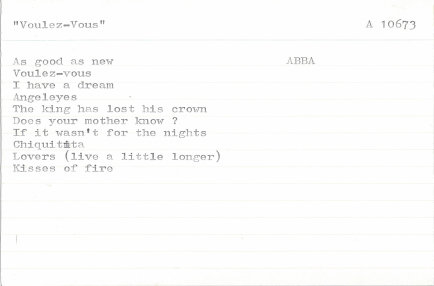 "Voulez-Vous" A 10673
As good as new ABBA
Voulez-vous
I have a dream
Angeleyes
The king has lost his crown
Does your mother know ?
If it wasn't for the nights
Chiquitita
Lovers (live a little longer)
Kisses of fire